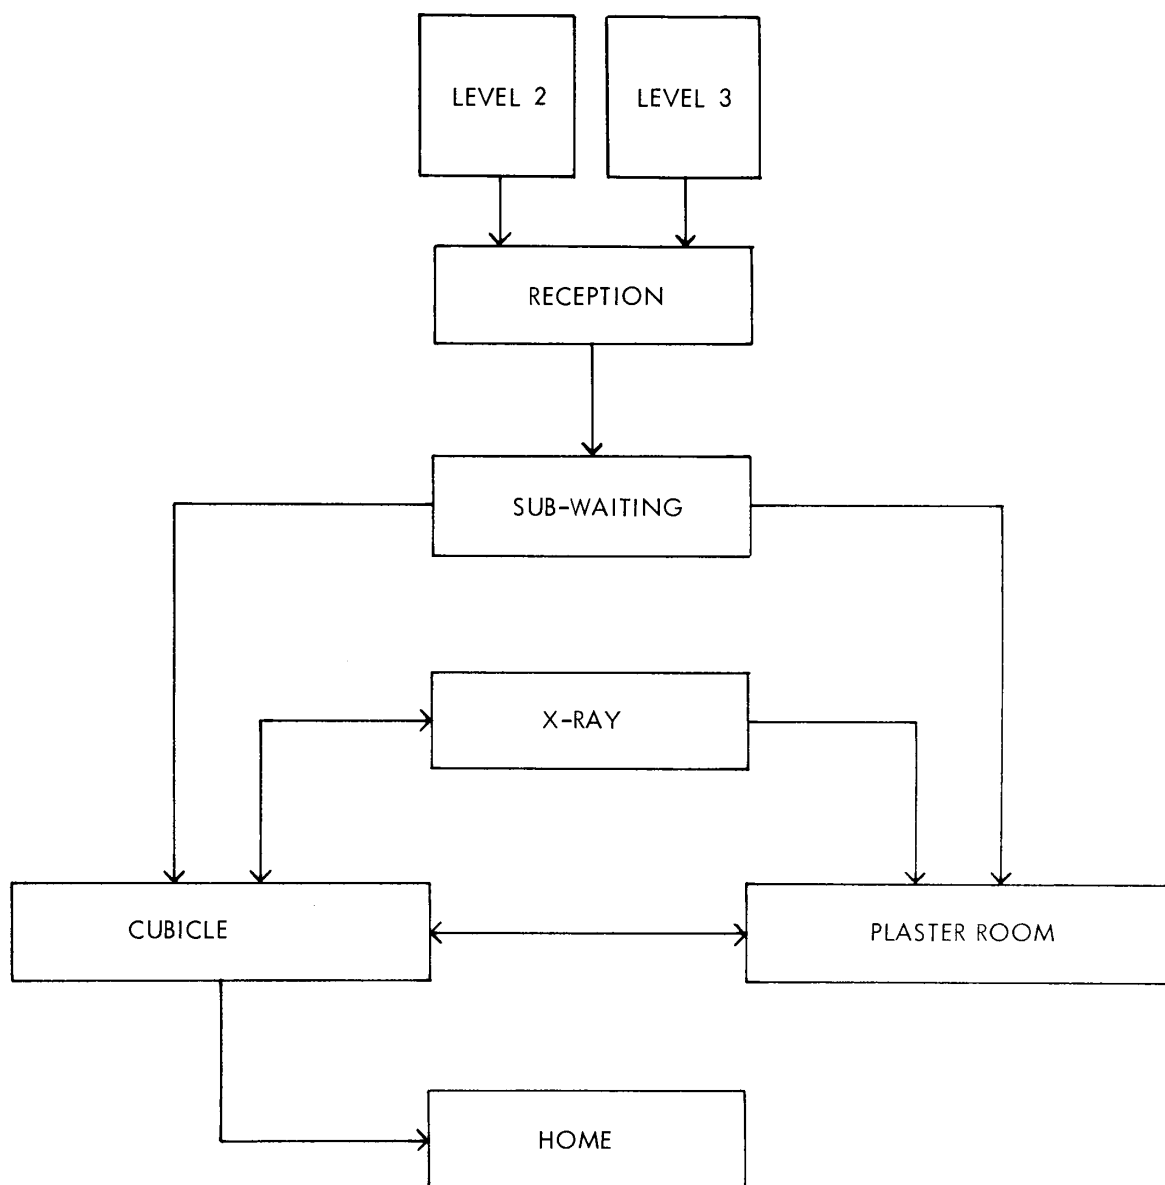 LEVEL 2
LEVEL 3
RECEPTION
SUB-WAITING
X-RAY
CUBICLE
PLASTER ROOM
HOME